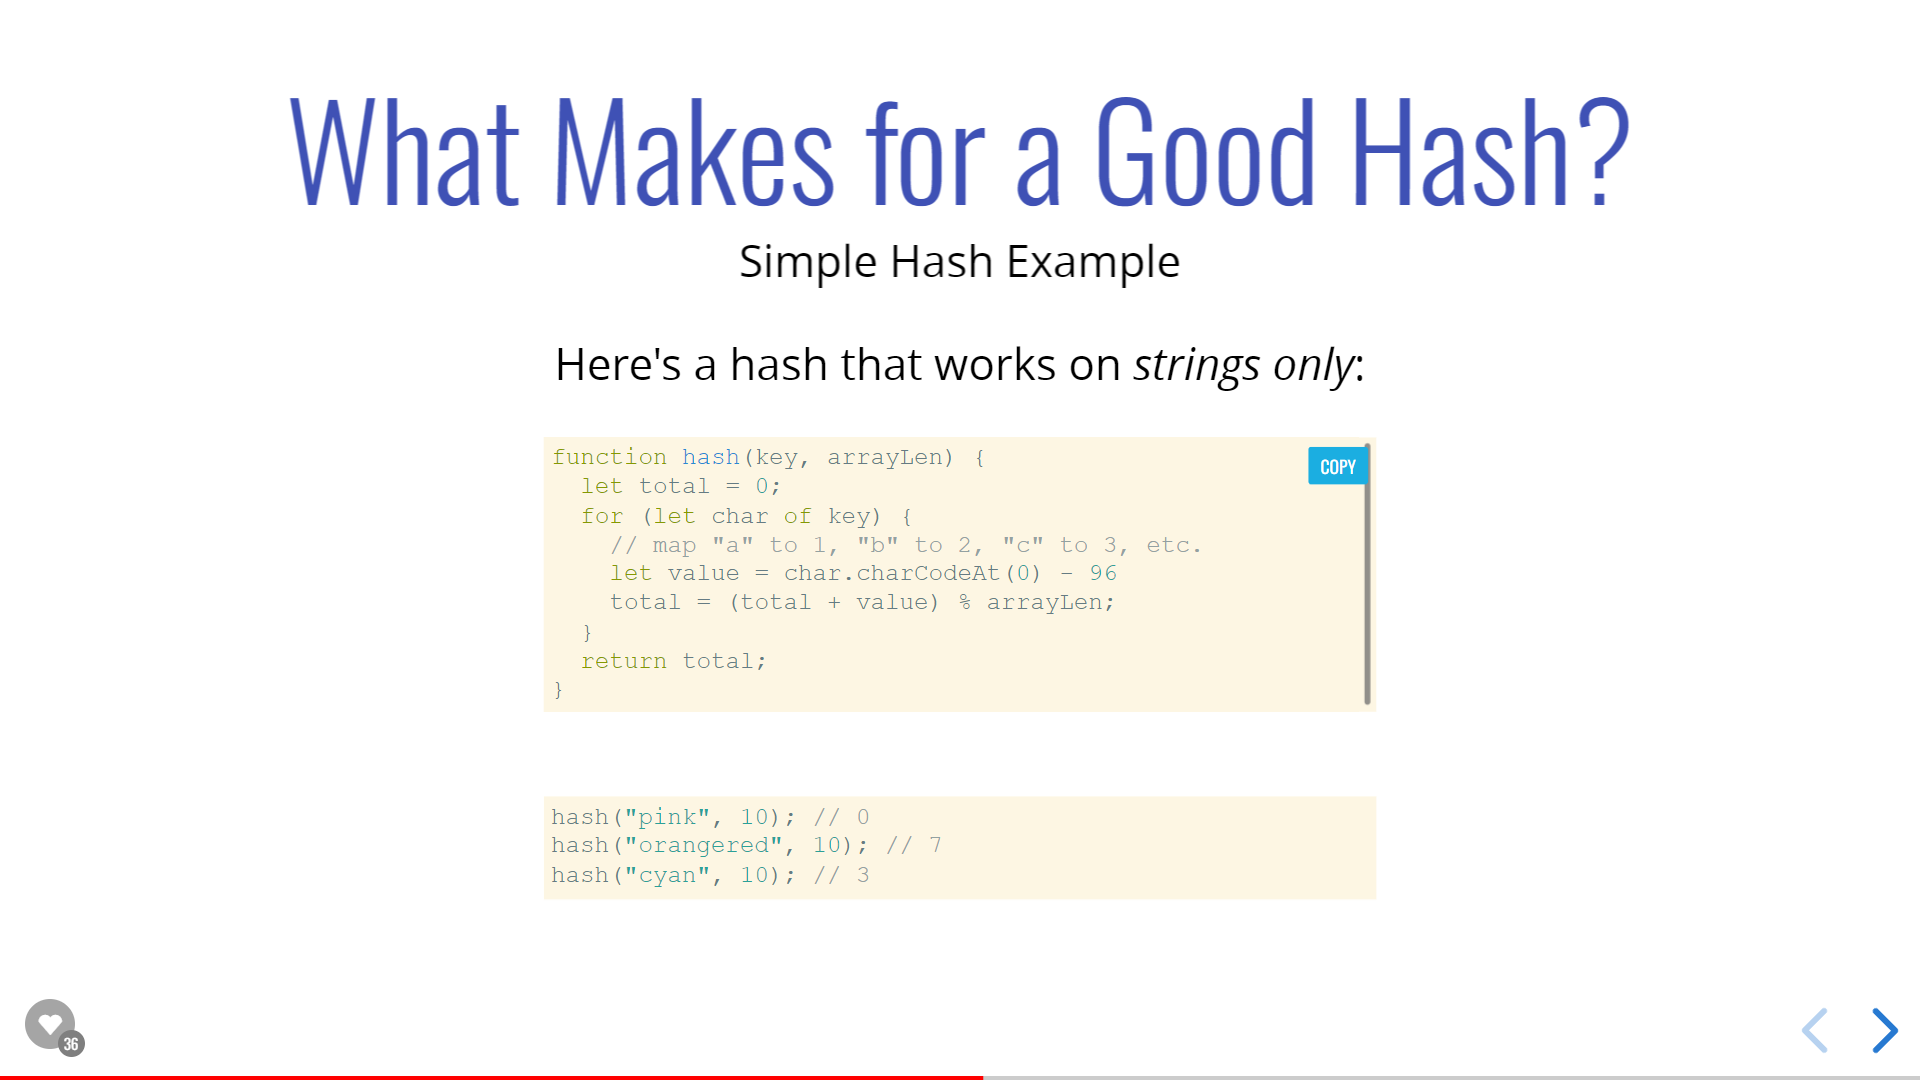 What Makes for a Good Hash?
Simple Hash Example
Here's a hash that works on strings only:
function hash(key, arrayLen) {
  let total = 0;
  for (let char of key) {
    // map "a" to 1, "b" to 2, "c" to 3, etc.
    let value = char.charCodeAt(0) - 96
    total = (total + value) % arrayLen;
  }
  return total;
}
COPY
hash("pink", 10); // 0
hash("orangered", 10); // 7
hash("cyan", 10); // 3
36